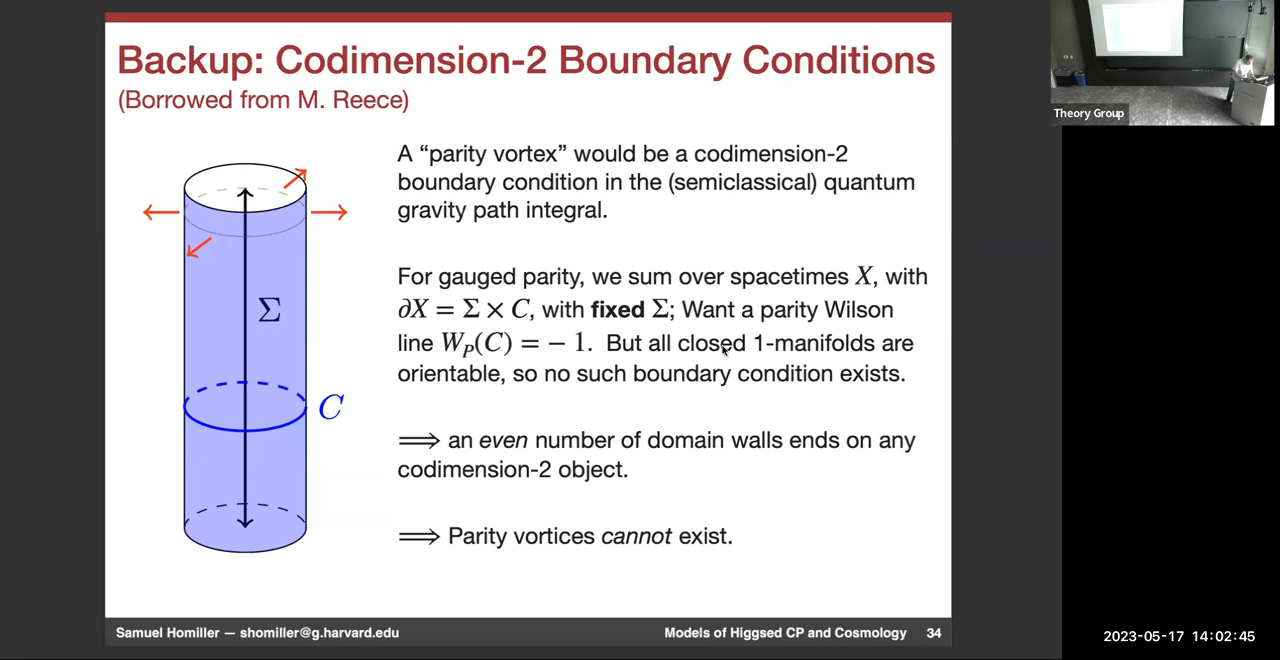 Backup: Codimension-2 Boundary Conditions
(Borrowed from M. Reece)
A “parity vortex” would be a codimension-2
boundary condition in the (semiclassical) quantum
gravity path integral.
For gauged parity, we sum over spacetimes X, with
∂X = Σ × C, with fixed Σ; Want a parity Wilson
line W_P(C) = − 1. But all closed 1-manifolds are
orientable, so no such boundary condition exists.
⟹ an even number of domain walls ends on any
codimension-2 object.
⟹ Parity vortices cannot exist.
Σ
C
Samuel Homiller — shomiller@g.harvard.edu
Models of Higgsed CP and Cosmology 34
Theory Group
2023-05-17 14:02:45